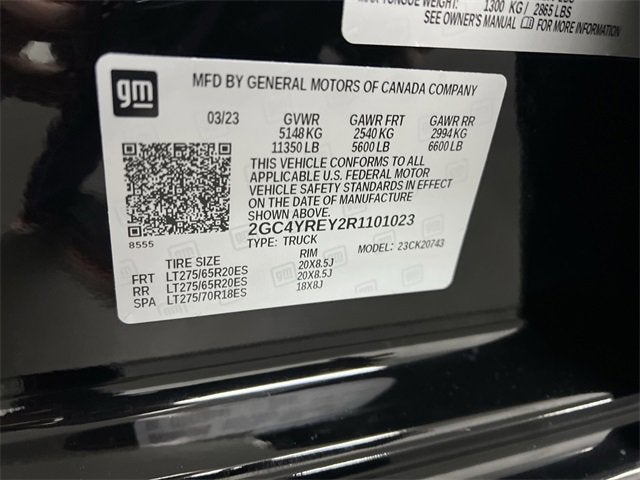 1300 KG / 2865 LBS
SEE OWNER'S MANUAL FOR MORE INFORMATION
gm
MFD BY GENERAL MOTORS OF CANADA COMPANY
03/23 GVWR GAWR FRT GAWR RR
5148 KG 2540 KG 2994 KG
11350 LB 5600 LB 6600 LB
THIS VEHICLE CONFORMS TO ALL
APPLICABLE U.S. FEDERAL MOTOR
VEHICLE SAFETY STANDARDS IN EFFECT
ON THE DATE OF MANUFACTURE
SHOWN ABOVE.
2GC4YREY2R1101023
8555
TYPE: TRUCK MODEL: 23CK20743
TIRE SIZE RIM
FRT LT275/65R20ES 20X8.5J
RR LT275/65R20ES 20X8.5J
SPA LT275/70R18ES 18X8J